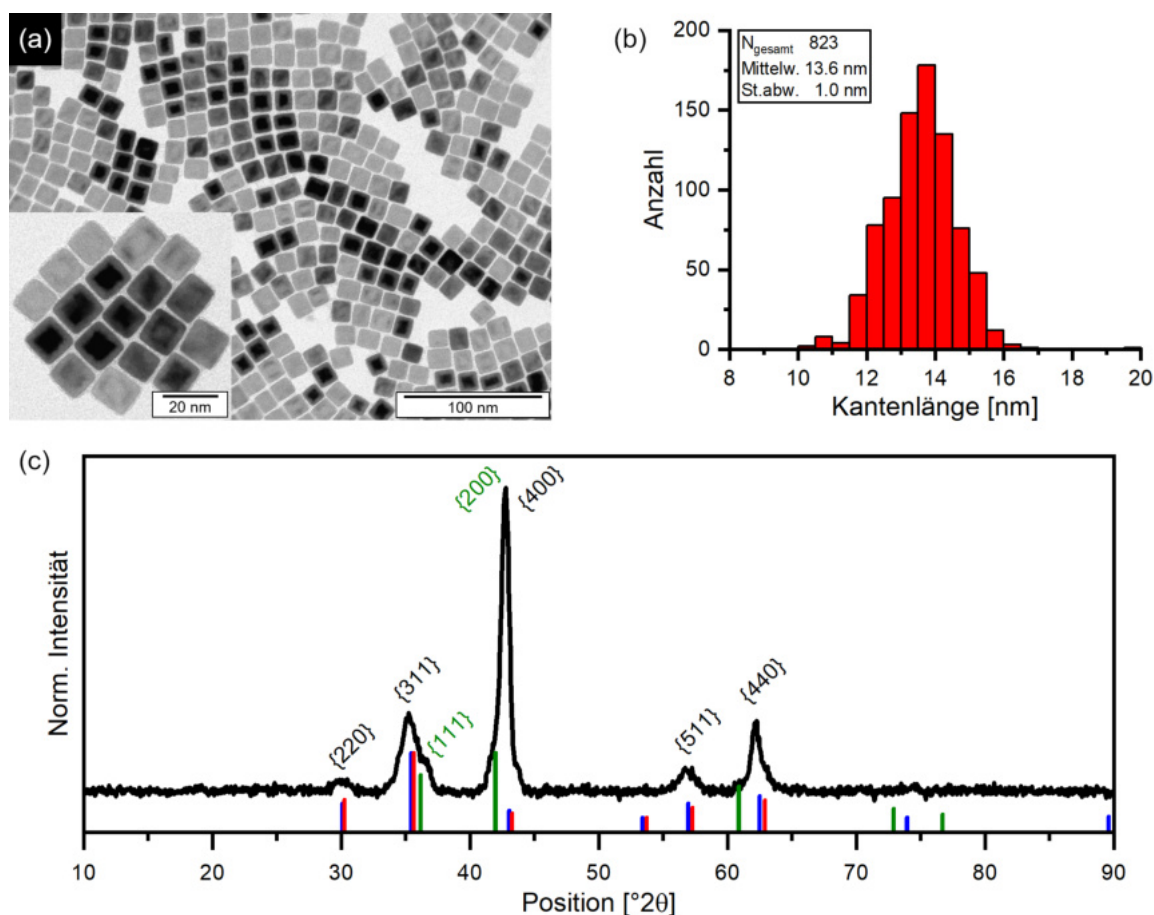 (a)
20 nm
100 nm
(b)
N_gesamt 823
Mittelw. 13.6 nm
St.abw. 1.0 nm
200
150
100
50
0
Anzahl
8 10 12 14 16 18 20
Kantenlänge [nm]
(c)
Norm. Intensität
{220}
{311}
{111}
{200}
{400}
{511}
{440}
10 20 30 40 50 60 70 80 90
Position [°2θ]